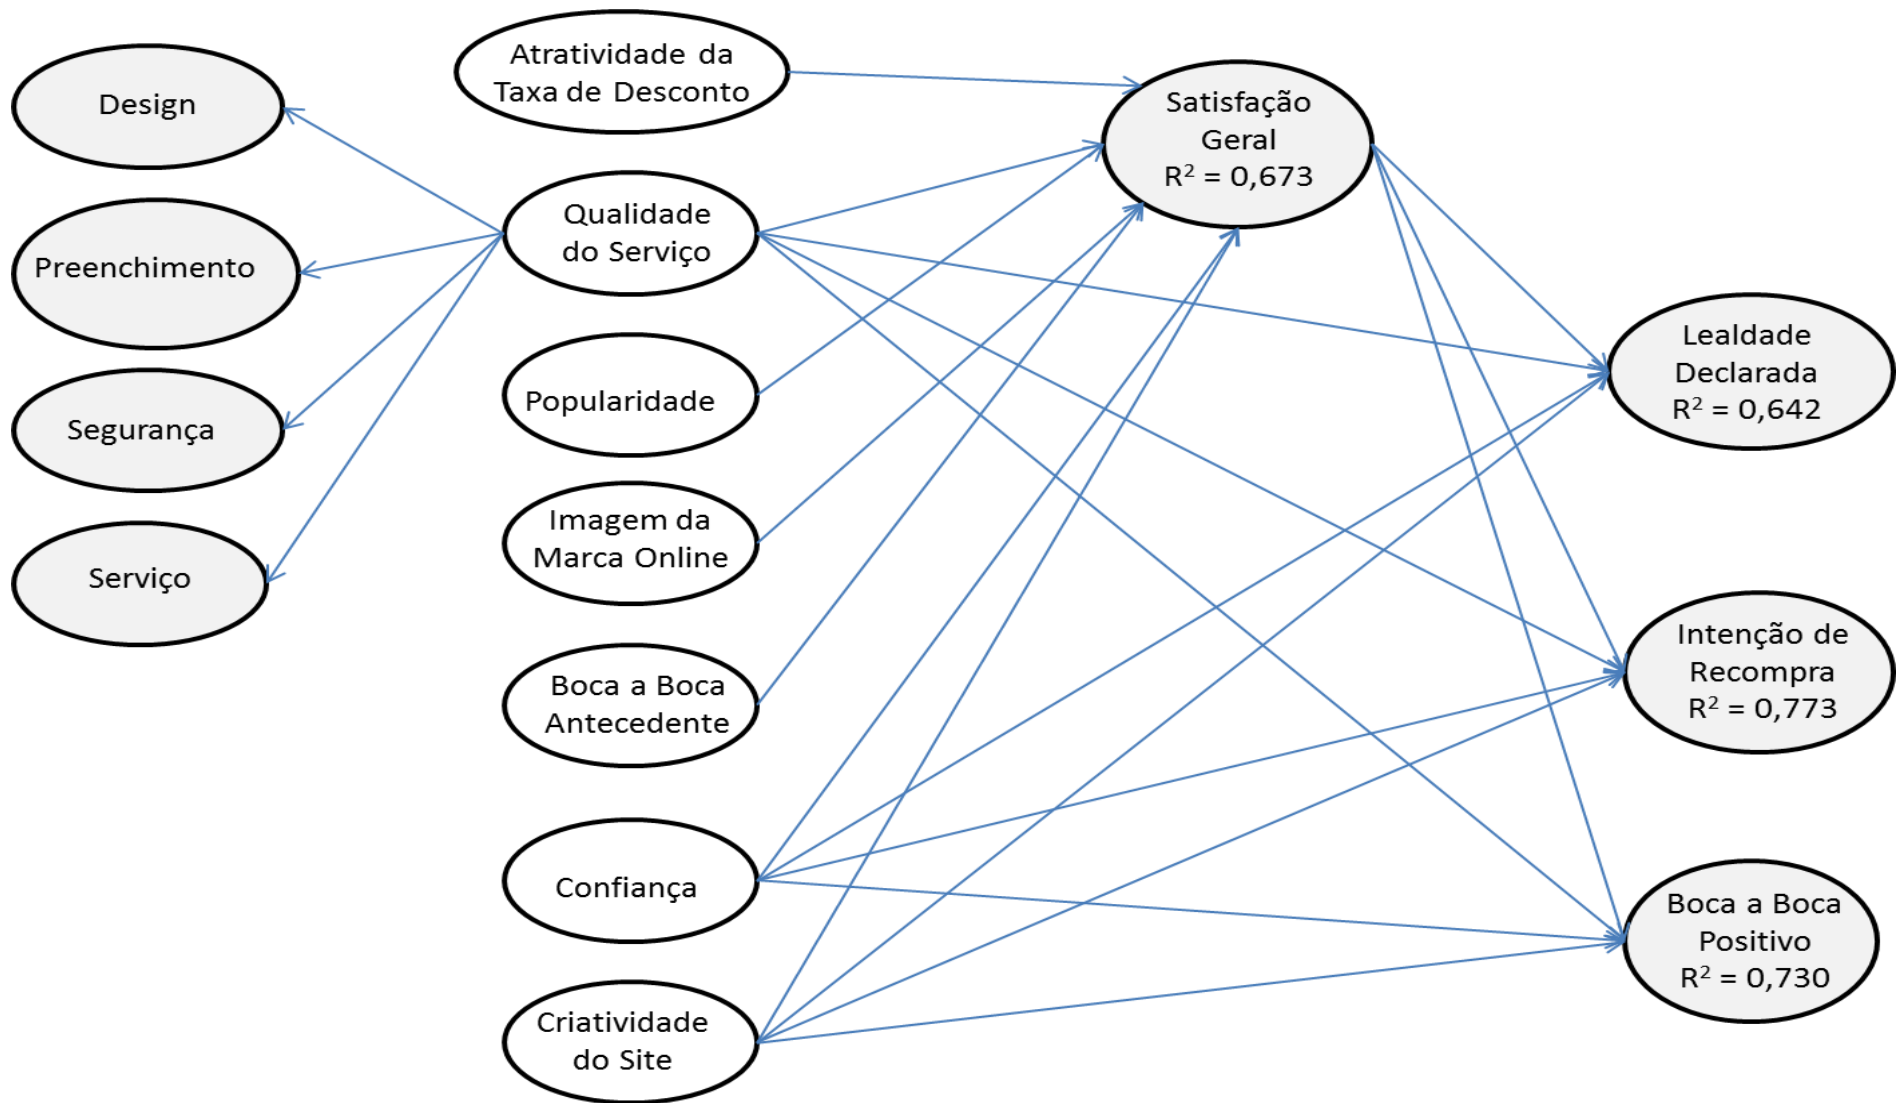 Design
Preenchimento
Segurança
Serviço
Atratividade da
Taxa de Desconto
Qualidade
do Serviço
Popularidade
Imagem da
Marca Online
Boca a Boca
Antecedente
Confiança
Criatividade
do Site
Satisfação
Geral
R² = 0,673
Lealdade
Declarada
R² = 0,642
Intenção de
Recompra
R² = 0,773
Boca a Boca
Positivo
R² = 0,730